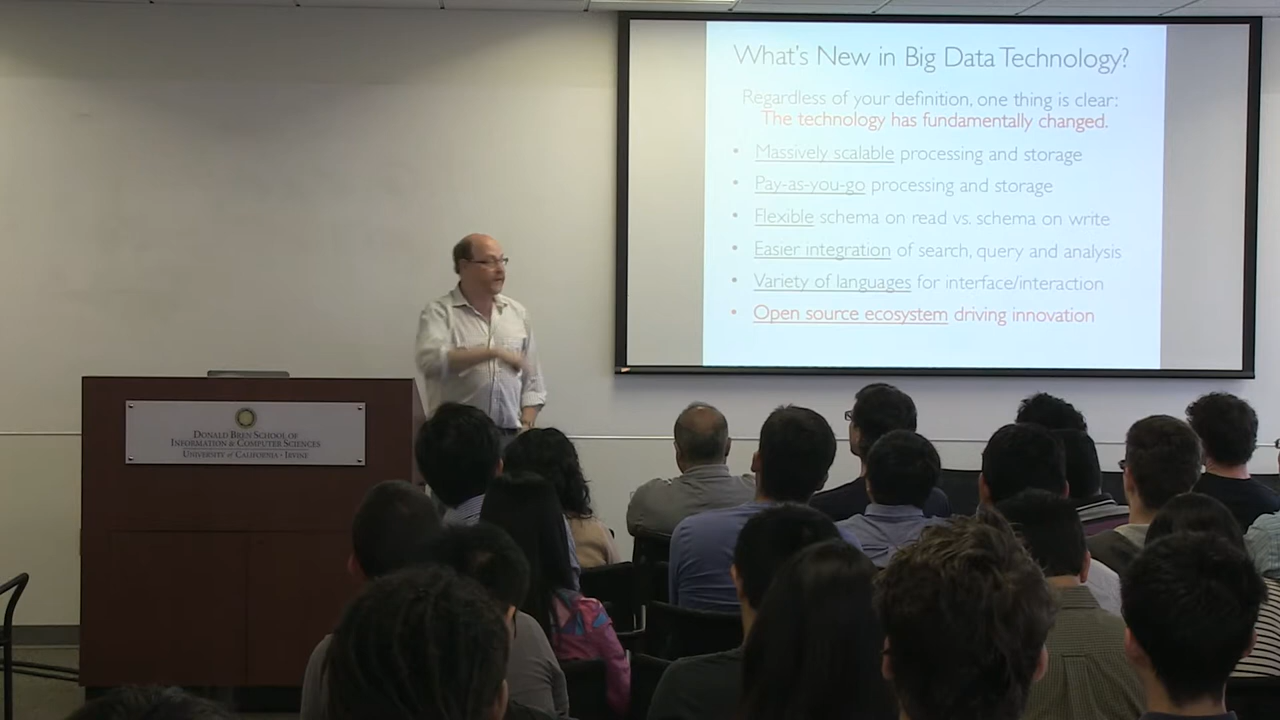 What's New in Big Data Technology?
Regardless of your definition, one thing is clear:
The technology has fundamentally changed.
• Massively scalable processing and storage
• Pay-as-you-go processing and storage
• Flexible schema on read vs. schema on write
• Easier integration of search, query and analysis
• Variety of languages for interface/interaction
• Open source ecosystem driving innovation
DONALD BREN SCHOOL OF
INFORMATION & COMPUTER SCIENCES
UNIVERSITY of CALIFORNIA • IRVINE